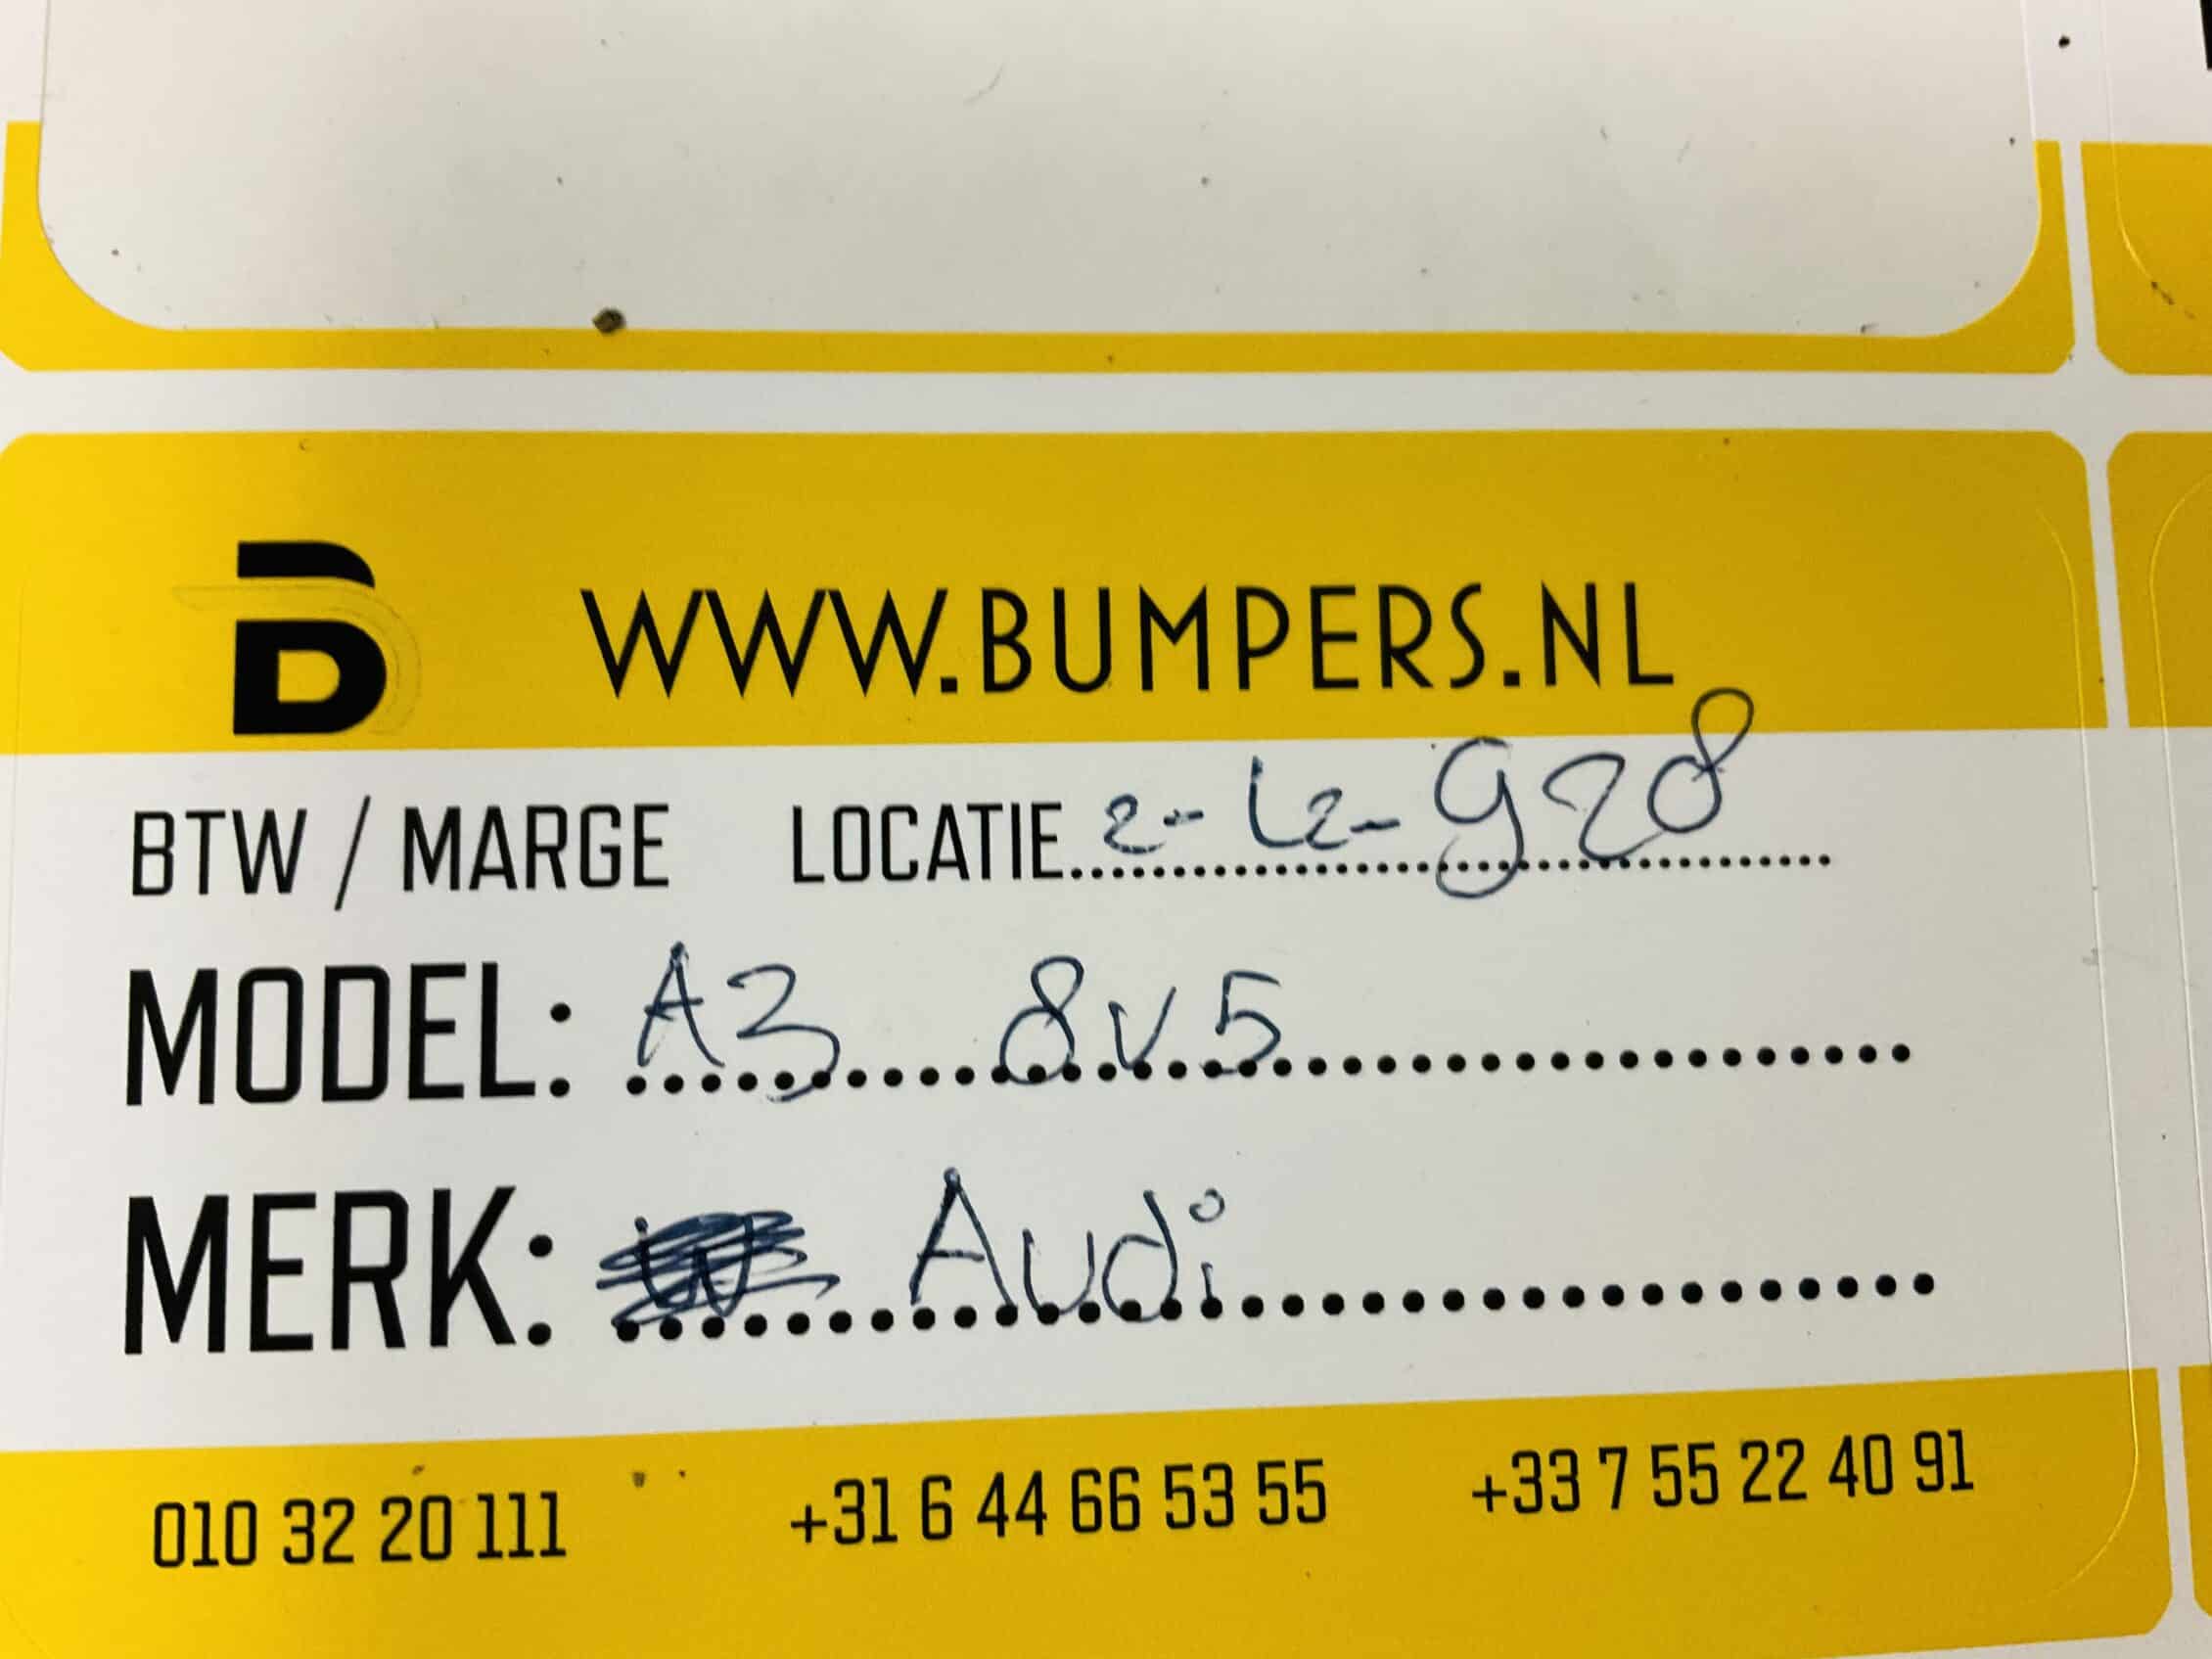 WWW.BUMPERS.NL
BTW / MARGE LOCATIE 2-L2-g28
MODEL: A3 8v5
MERK: Audi
010 32 20 111 +31 6 44 66 53 55 +33 7 55 22 40 91